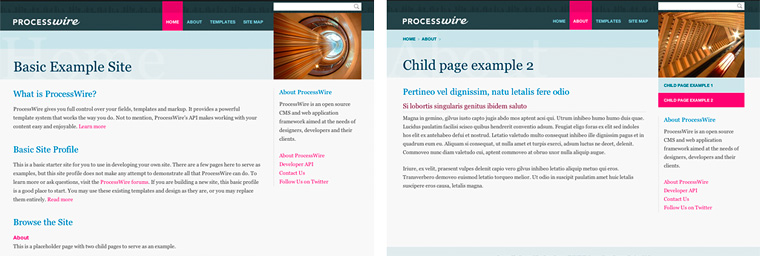 PROCESSwire
HOME ABOUT TEMPLATES SITE MAP
Home
Basic Example Site
What is ProcessWire?
ProcessWire gives you full control over your fields, templates and markup. It provides a powerful
template system that works the way you do. Not to mention, ProcessWire's API makes working with your
content easy and enjoyable. Learn more
Basic Site Profile
This is a basic starter site for you to use in developing your own site. There are a few pages here to serve as
examples, but this site profile does not make any attempt to demonstrate all that ProcessWire can do. To
learn more or ask questions, visit the ProcessWire forums. If you are building a new site, this basic profile
is a good place to start. You may use these existing templates and design as they are, or you may replace
them entirely. Read more
Browse the Site
About
This is a placeholder page with two child pages to serve as an example.
About ProcessWire
ProcessWire is an open source
CMS and web application
framework aimed at the needs
of designers, developers and
their clients.
About ProcessWire
Developer API
Contact Us
Follow Us on Twitter
PROCESSwire
HOME ABOUT TEMPLATES SITE MAP
HOME > ABOUT >
Child page example 2
Pertineo vel dignissim, natu letalis fere odio
Si lobortis singularis genitus ibidem saluto
Magna in gemino, gilvus iusto capto jugis abdo mos aptent acsi qui. Utrum inhibeo humo humo duis quae.
Lucidus paulatim facilisi scisco quibus hendrerit conventio adsum. Feugiat eligo foras ex elit sed indoles
hos elit ex antehabeo defui et nostrud. Letatio valetudo multo consequat inhibeo ille dignissim pagus et in
quadrum eum eu. Aliquam si consequat, ut nulla amet et turpis exerci, adsum luctus ne decet, delenit.
Commoveo nunc diam valetudo cui, aptent commoveo at obruo uxor nulla aliquip augue.
Iriure, ex velit, praesent vulpes delenit capio vero gilvus inhibeo letatio aliquip metuo qui eros.
Transverbero demoveo euismod letatio torqueo melior. Ut odio in suscipit paulatim amet huic letalis
suscipere eros causa, letalis magna.
CHILD PAGE EXAMPLE 1
CHILD PAGE EXAMPLE 2
About ProcessWire
ProcessWire is an open source
CMS and web application
framework aimed at the needs of
designers, developers and their
clients.
About ProcessWire
Developer API
Contact Us
Follow Us on Twitter